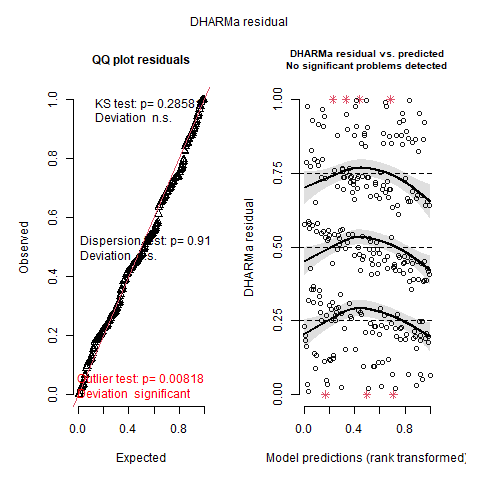 DHARMa residual
QQ plot residuals
KS test: p= 0.2858
Deviation n.s.
Dispersion test: p= 0.91
Deviation n.s.
Outlier test: p= 0.00818
Deviation significant
Observed
0.0
0.2
0.4
0.6
0.8
1.0
0.0
0.4
0.8
Expected
DHARMa residual vs. predicted
No significant problems detected
DHARMa residual
0.00
0.25
0.50
0.75
1.00
0.0
0.4
0.8
Model predictions (rank transformed)